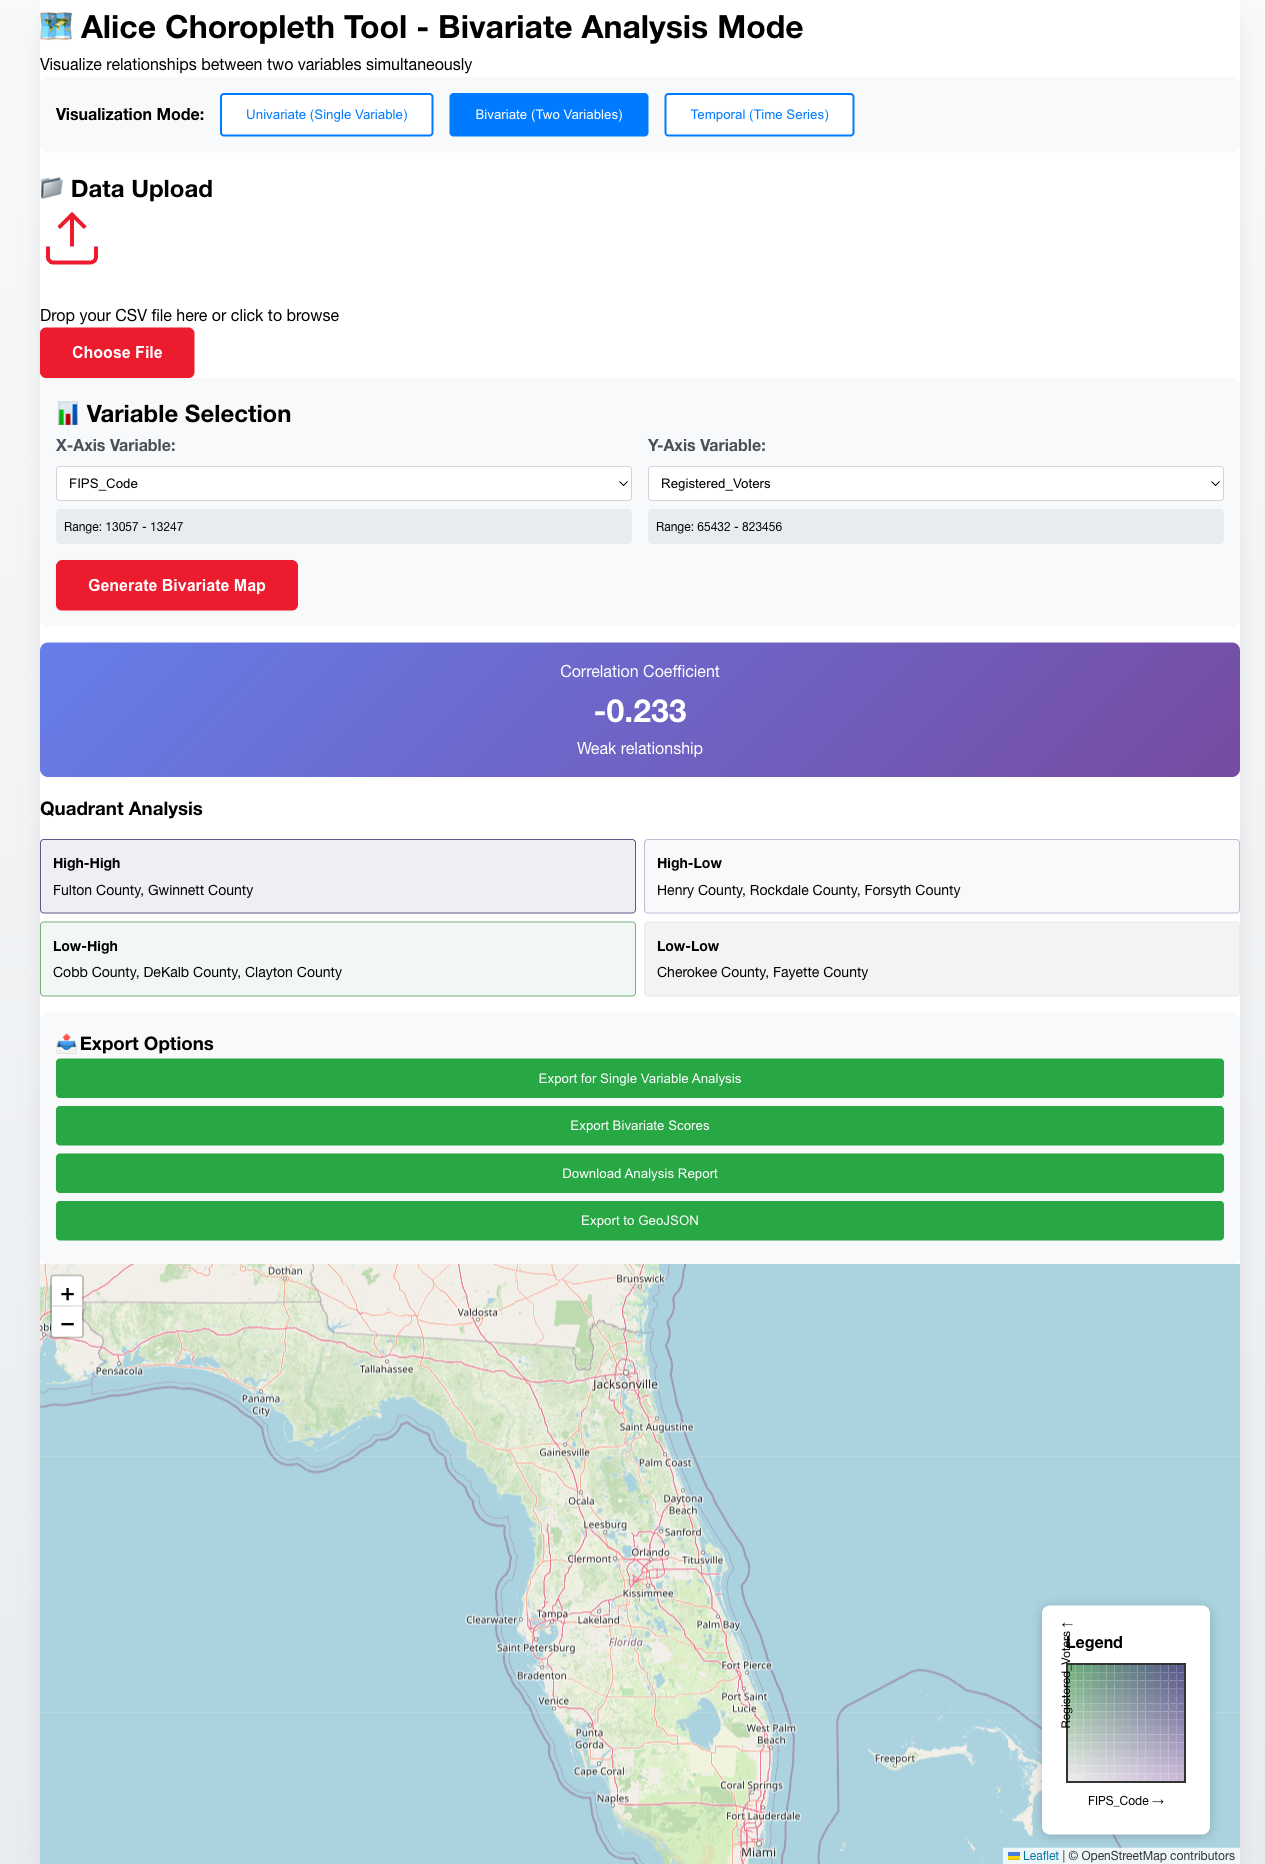 Alice Choropleth Tool - Bivariate Analysis Mode
Visualize relationships between two variables simultaneously
Visualization Mode: Univariate (Single Variable) Bivariate (Two Variables) Temporal (Time Series)
Data Upload
Drop your CSV file here or click to browse
Choose File
Variable Selection
X-Axis Variable: Y-Axis Variable:
FIPS_Code Registered_Voters
Range: 13057 - 13247 Range: 65432 - 823456
Generate Bivariate Map
Correlation Coefficient
-0.233
Weak relationship
Quadrant Analysis
High-High
Fulton County, Gwinnett County
High-Low
Henry County, Rockdale County, Forsyth County
Low-High
Cobb County, DeKalb County, Clayton County
Low-Low
Cherokee County, Fayette County
Export Options
Export for Single Variable Analysis
Export Bivariate Scores
Download Analysis Report
Export to GeoJSON
+
−
Dothan
Brunswick
Valdosta
Pensacola
Tallahassee
Jacksonville
Panama
City
Saint Augustine
Gainesville
Palm Coast
Ocala
Daytona
Beach
Leesburg
Sanford
Orlando
Clermont
Titusville
Kissimmee
Clearwater
Tampa
Lakeland
Palm Bay
Saint Petersburg
Florida
Bradenton
Fort Pierce
Venice
Port Saint
Lucie
Punta
Gorda
West Palm
Beach
Freeport
Cape Coral
Coral Springs
Naples
Fort Lauderdale
Miami
Legend
Registered_Voters ↑
FIPS_Code →
Leaflet | © OpenStreetMap contributors